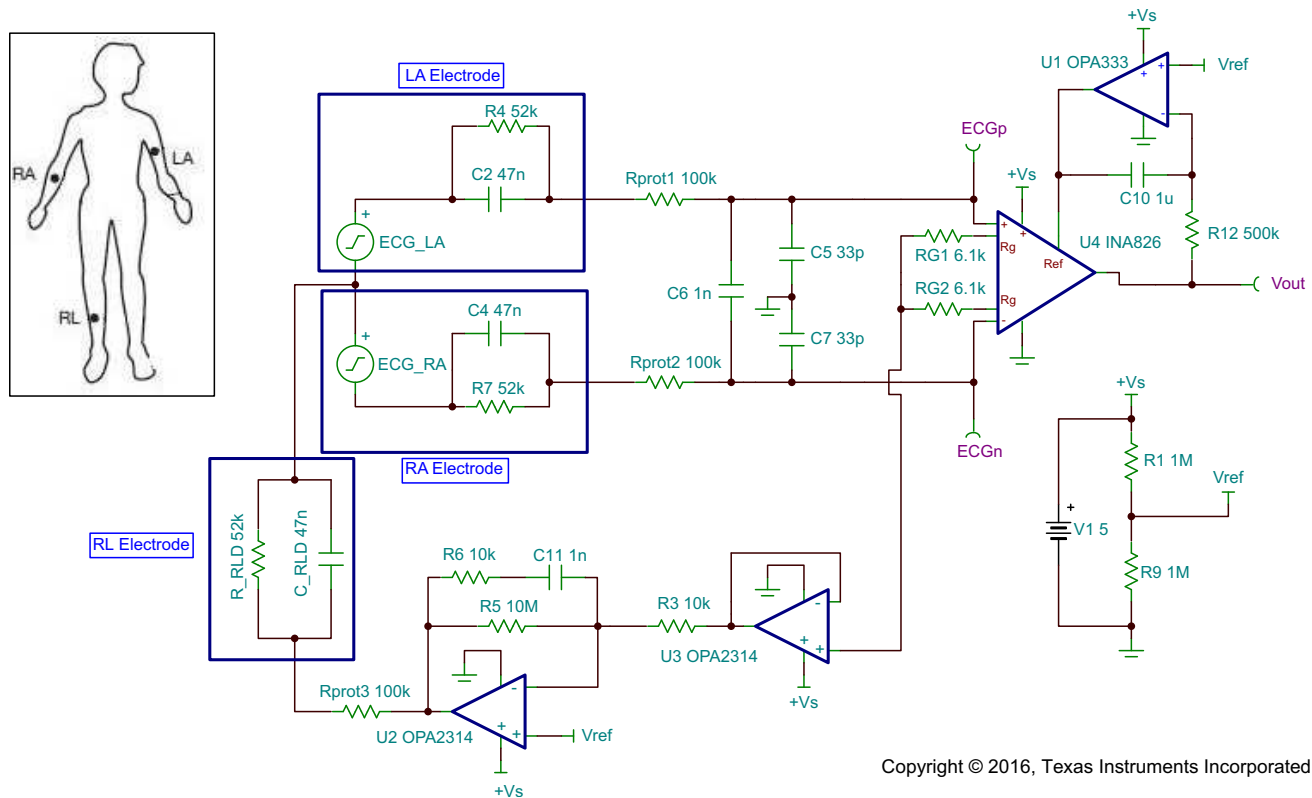 +Vs
U1 OPA333
Vref
LA Electrode
R4 52k
C2 47n
ECG_LA
RA
LA
RL
Rprot1 100k
ECGp
+Vs
C10 1u
R12 500k
U4 INA826
Rg
RG1 6.1k
Ref
C5 33p
C6 1n
RG2 6.1k
Rg
Vout
C7 33p
C4 47n
ECG_RA
R7 52k
Rprot2 100k
RA Electrode
ECGn
+Vs
R1 1M
Vref
V1 5
R9 1M
RL Electrode
R_RLD 52k
C_RLD 47n
R6 10k
C11 1n
R5 10M
R3 10k
U3 OPA2314
+Vs
Rprot3 100k
U2 OPA2314
Vref
+Vs
Copyright © 2016, Texas Instruments Incorporated